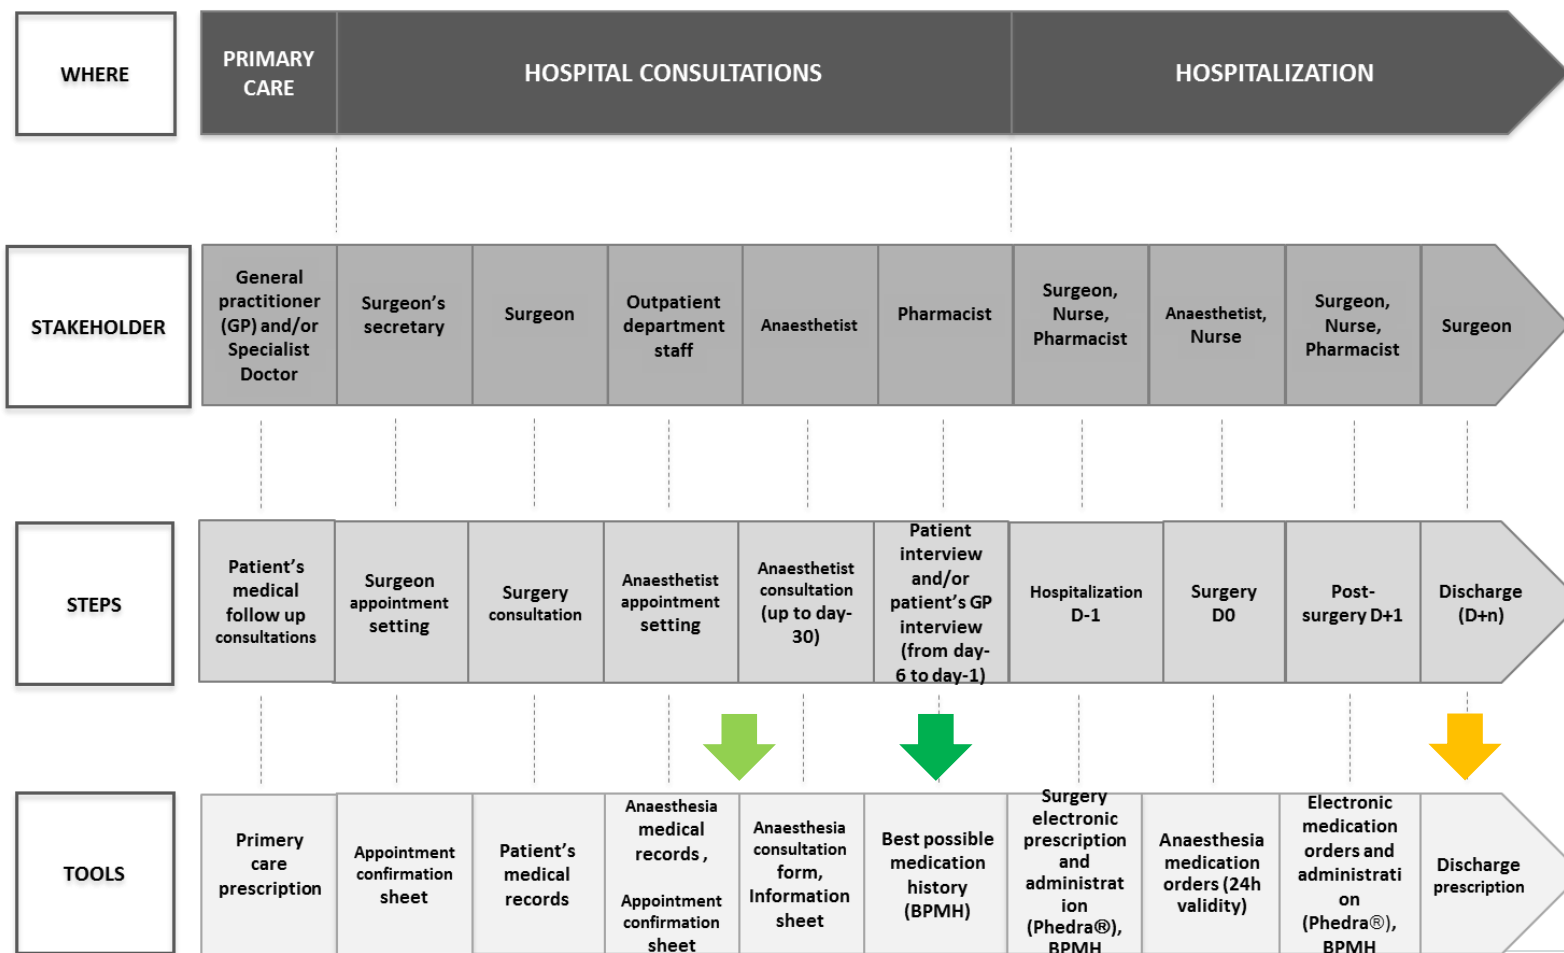 WHERE
PRIMARY
CARE
HOSPITAL CONSULTATIONS
HOSPITALIZATION
STAKEHOLDER
General
practitioner
(GP) and/or
Specialist
Doctor
Surgeon's
secretary
Surgeon
Outpatient
department
staff
Anaesthetist
Pharmacist
Surgeon,
Nurse,
Pharmacist
Anaesthetist,
Nurse
Surgeon,
Nurse,
Pharmacist
Surgeon
STEPS
Patient's
medical
follow up
consultations
Surgeon
appointment
setting
Surgery
consultation
Anaesthetist
appointment
setting
Anaesthetist
consultation
(up to day-
30)
Patient
interview
and/or
patient's GP
interview
(from day-
6 to day-1)
Hospitalization
D-1
Surgery
D0
Post-
surgery D+1
Discharge
(D+n)
TOOLS
Primery
care
prescription
Appointment
confirmation
sheet
Patient's
medical
records
Anaesthesia
medical
records ,
Appointment
confirmation
sheet
Anaesthesia
consultation
form,
Information
sheet
Best possible
medication
history
(BPMH)
Surgery
electronic
prescription
and
administrat
ion
(Phedra®),
BPMH
Anaesthesia
medication
orders (24h
validity)
Electronic
medication
orders and
administrati
on
(Phedra®),
BPMH
Discharge
prescription